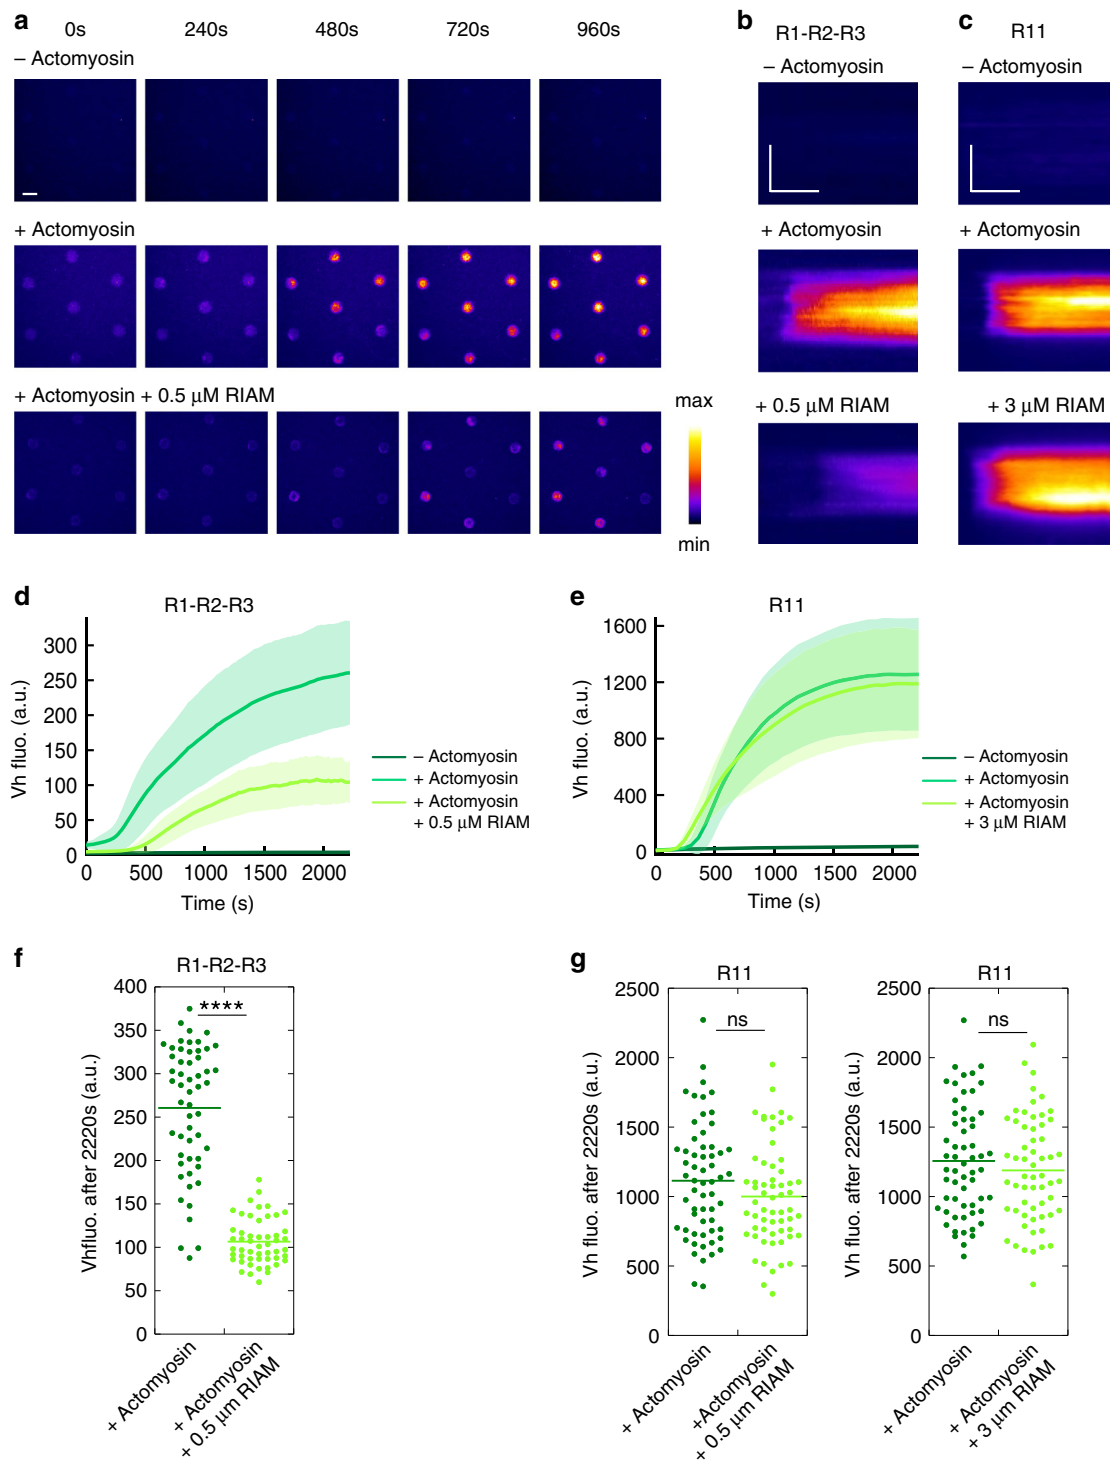 a
0s 240s 480s 720s 960s
– Actomyosin
+ Actomyosin
+ Actomyosin + 0.5 μM RIAM
max
min
b
R1-R2-R3
– Actomyosin
+ Actomyosin
+ 0.5 μM RIAM
c
R11
– Actomyosin
+ Actomyosin
+ 3 μM RIAM
d
R1-R2-R3
Vh fluo. (a.u.)
300
250
200
150
100
50
0
0 500 1000 1500 2000
Time (s)
– Actomyosin
+ Actomyosin
+ Actomyosin
+ 0.5 μM RIAM
e
R11
Vh fluo. (a.u.)
1600
1200
800
400
0
0 500 1000 1500 2000
Time (s)
– Actomyosin
+ Actomyosin
+ Actomyosin
+ 3 μM RIAM
f
R1-R2-R3
Vhfluo. after 2220s (a.u.)
400
350
300
250
200
150
100
50
0
****
+ Actomyosin
+ Actomyosin
+ 0.5 μm RIAM
g
R11
Vh fluo. after 2220s (a.u.)
2500
2000
1500
1000
500
0
ns
+ Actomyosin
+Actomyosin
+ 0.5 μm RIAM
R11
Vh fluo. after 2220s (a.u.)
2500
2000
1500
1000
500
0
ns
+ Actomyosin
+ Actomyosin
+ 3 μm RIAM